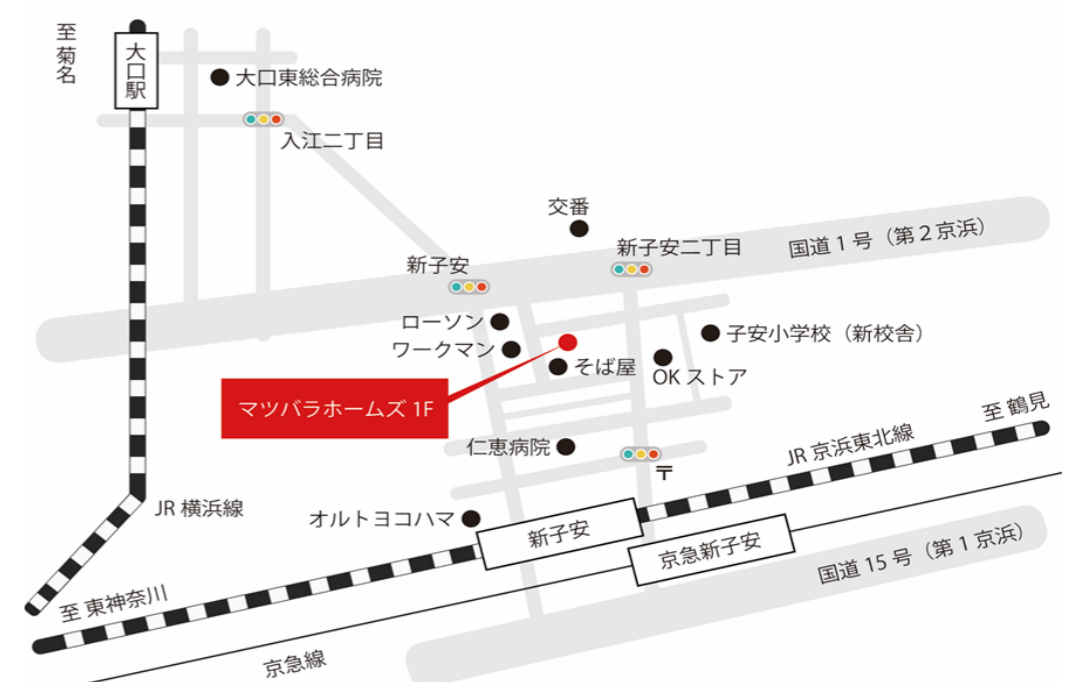 至菊名
大口駅
大口東総合病院
入江二丁目
交番
新子安二丁目
国道1号（第2京浜）
新子安
ローソン
ワークマン
そば屋
子安小学校（新校舎）
OKストア
マツバラホームズ 1F
仁恵病院
〒
至 鶴見
JR 京浜東北線
JR 横浜線
オルトヨコハマ
新子安
京急新子安
国道 15 号（第1京浜）
至 東神奈川
京急線